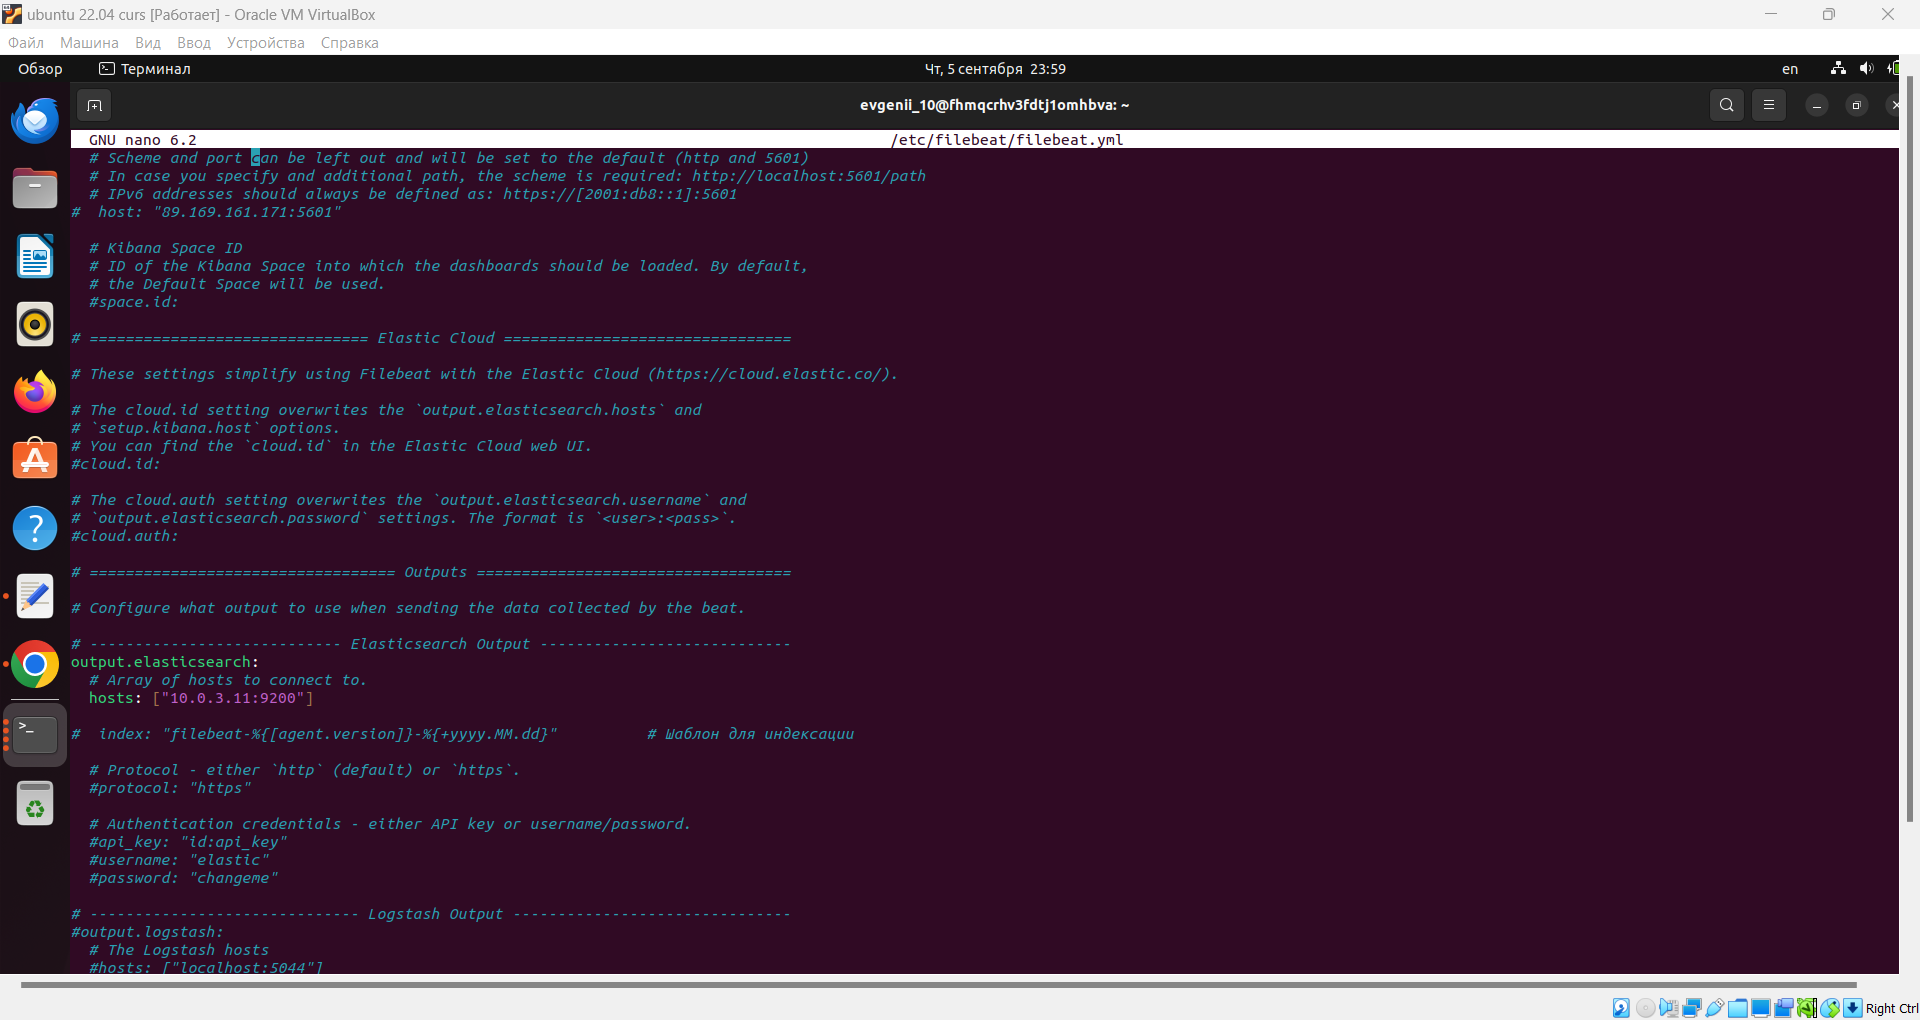 ubuntu 22.04 curs [Работает] - Oracle VM VirtualBox
Файл Машина Вид Ввод Устройства Справка
Обзор Терминал Чт, 5 сентября 23:59 en
evgenii_10@fhmqcrhv3fdtj1omhbva: ~
GNU nano 6.2 /etc/filebeat/filebeat.yml
# Scheme and port can be left out and will be set to the default (http and 5601)
# In case you specify and additional path, the scheme is required: http://localhost:5601/path
# IPv6 addresses should always be defined as: https://[2001:db8::1]:5601
# host: "89.169.161.171:5601"
# Kibana Space ID
# ID of the Kibana Space into which the dashboards should be loaded. By default,
# the Default Space will be used.
#space.id:
# =============================== Elastic Cloud ================================
# These settings simplify using Filebeat with the Elastic Cloud (https://cloud.elastic.co/).
# The cloud.id setting overwrites the `output.elasticsearch.hosts` and
# `setup.kibana.host` options.
# You can find the `cloud.id` in the Elastic Cloud web UI.
#cloud.id:
# The cloud.auth setting overwrites the `output.elasticsearch.username` and
# `output.elasticsearch.password` settings. The format is `<user>:<pass>`.
#cloud.auth:
# ================================== Outputs ===================================
# Configure what output to use when sending the data collected by the beat.
# ---------------------------- Elasticsearch Output ----------------------------
output.elasticsearch:
# Array of hosts to connect to.
hosts: ["10.0.3.11:9200"]
# index: "filebeat-%{[agent.version]}-%{+yyyy.MM.dd}" # Шаблон для индексации
# Protocol - either `http` (default) or `https`.
#protocol: "https"
# Authentication credentials - either API key or username/password.
#api_key: "id:api_key"
#username: "elastic"
#password: "changeme"
# ------------------------------ Logstash Output -------------------------------
#output.logstash:
# The Logstash hosts
#hosts: ["localhost:5044"]
Right Ctrl